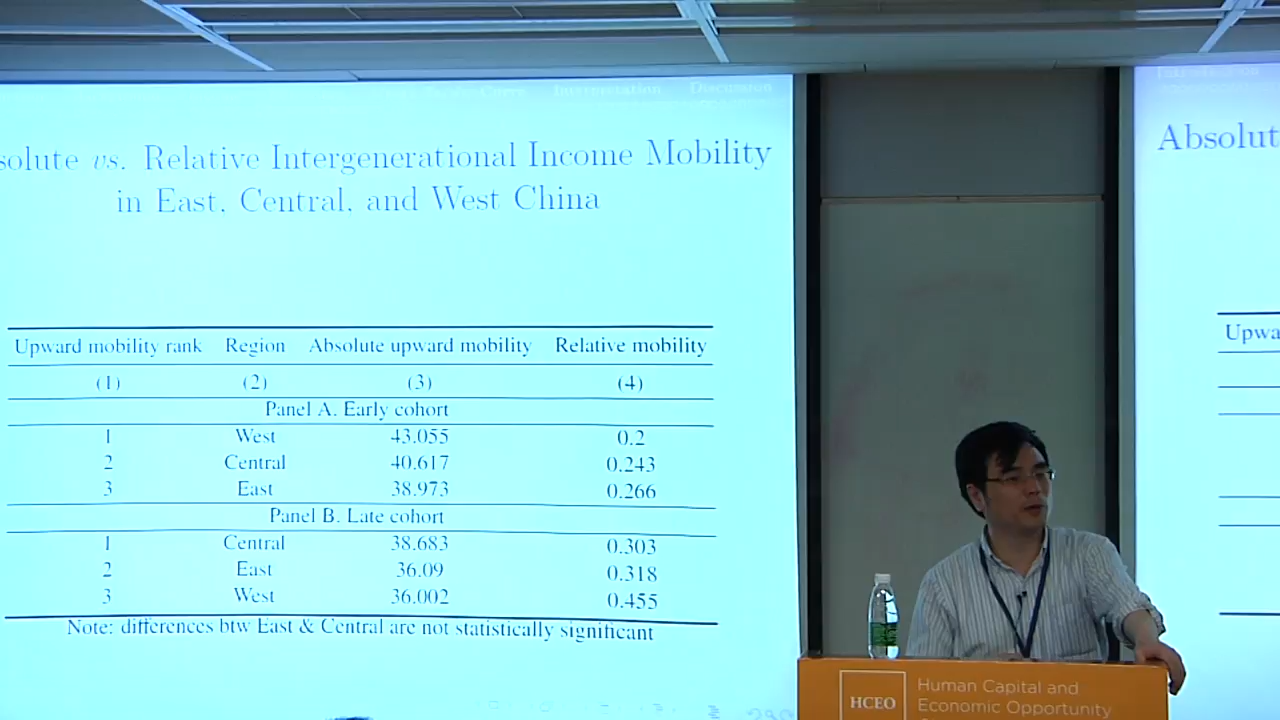 Interpretation Discussion
solute vs. Relative Intergenerational Income Mobility
in East, Central, and West China
Upward mobility rank Region Absolute upward mobility Relative mobility
(1) (2) (3) (4)
Panel A. Early cohort
1 West 43.055 0.2
2 Central 40.617 0.243
3 East 38.973 0.266
Panel B. Late cohort
1 Central 38.683 0.303
2 East 36.09 0.318
3 West 36.002 0.455
Note: differences btw East & Central are not statistically significant
Absolut
Upwa
HCEO
Human Capital and
Economic Opportunity